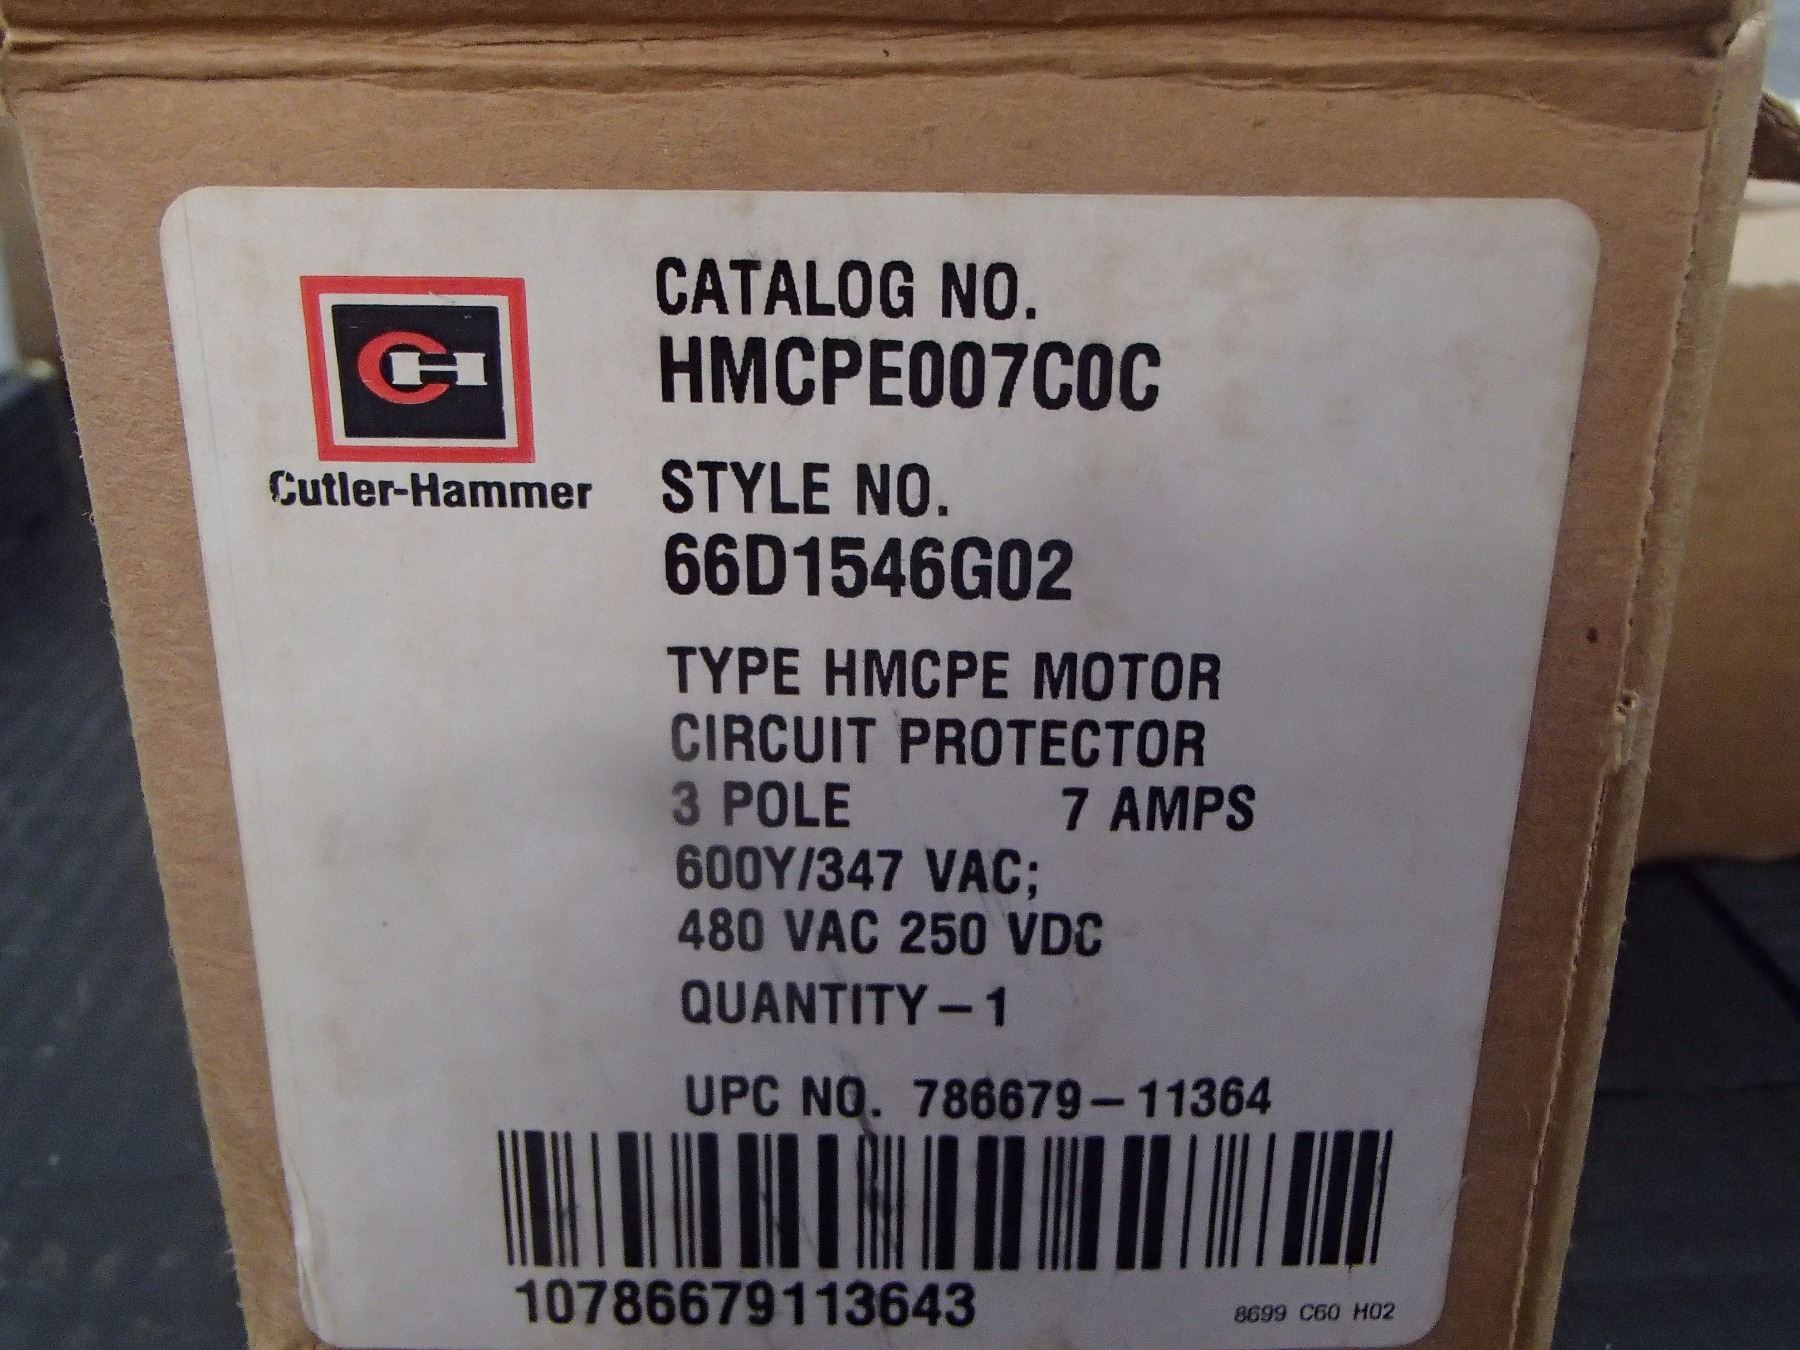 CH
Cutler-Hammer
CATALOG NO.
HMCPE007C0C
STYLE NO.
66D1546G02
TYPE HMCPE MOTOR
CIRCUIT PROTECTOR
3 POLE 7 AMPS
600Y/347 VAC;
480 VAC 250 VDC
QUANTITY – 1
UPC NO. 786679 – 11364
10786679113643
8699 C60 H02